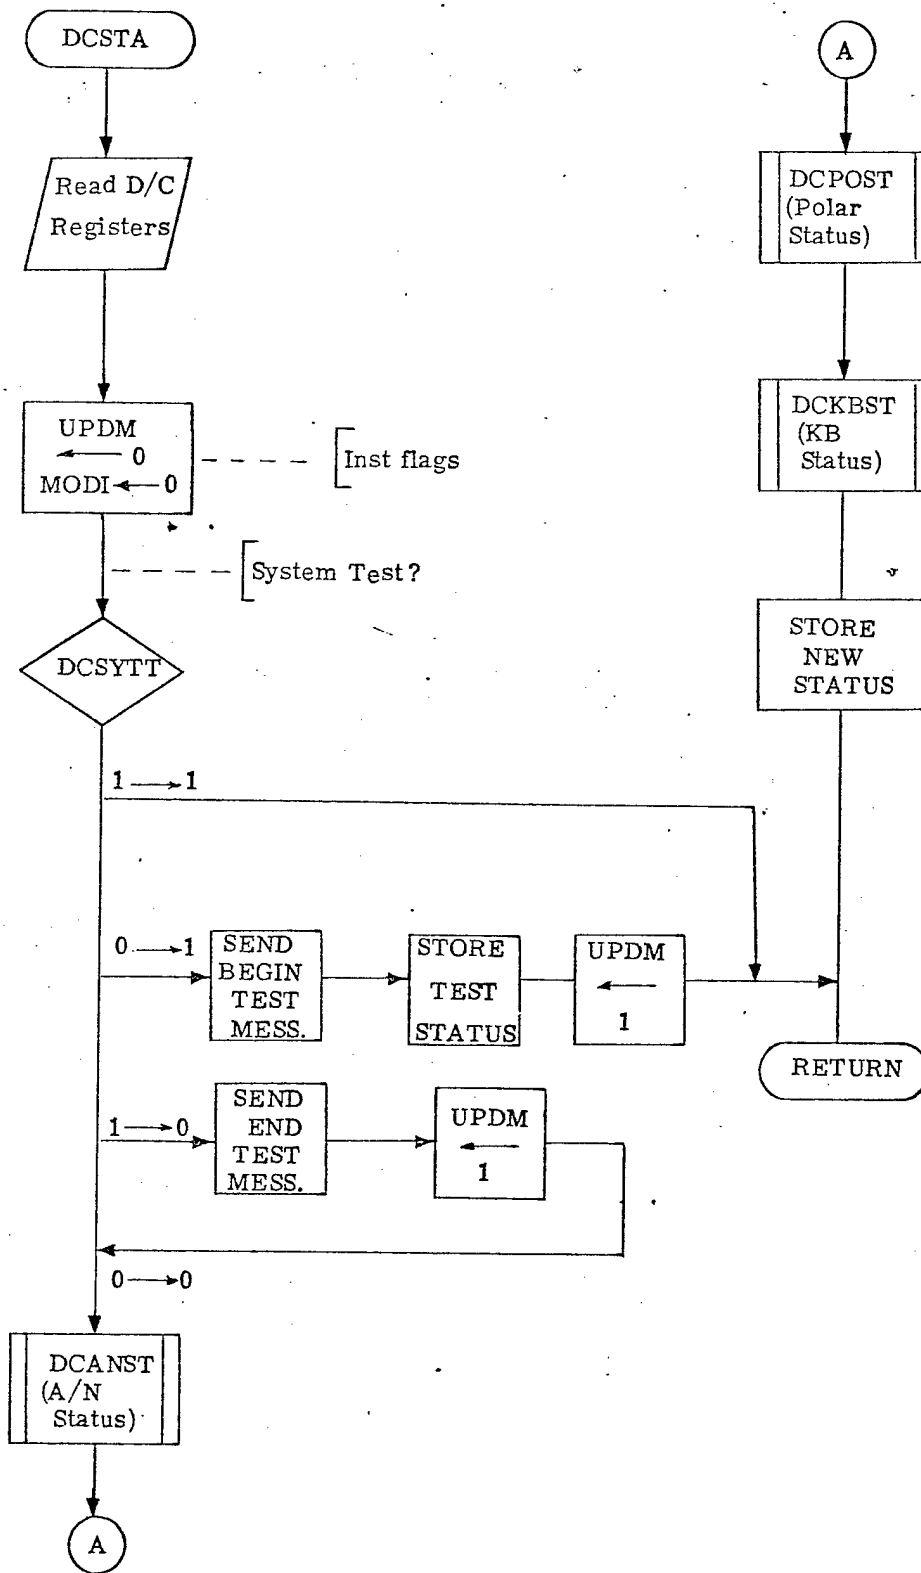 DCSTA
Read D/C
Registers
UPDM
← 0
MODI ← 0
Inst flags
System Test?
DCSYTT
1 → 1
0 → 1
SEND
BEGIN
TEST
MESS.
STORE
TEST
STATUS
UPDM
←
1
1 → 0
SEND
END
TEST
MESS.
UPDM
←
1
0 → 0
DCANST
(A/N
Status)
A
A
DCPOST
(Polar
Status)
DCKBST
(KB
Status)
STORE
NEW
STATUS
RETURN